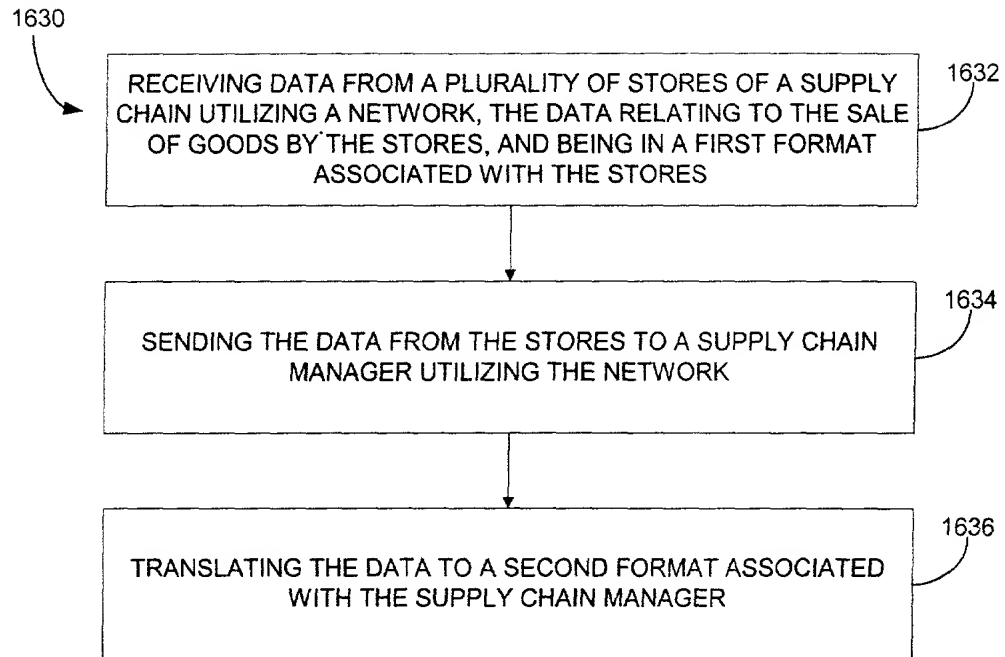 1630
RECEIVING DATA FROM A PLURALITY OF STORES OF A SUPPLY
CHAIN UTILIZING A NETWORK, THE DATA RELATING TO THE SALE
OF GOODS BY THE STORES, AND BEING IN A FIRST FORMAT
ASSOCIATED WITH THE STORES
1632
SENDING THE DATA FROM THE STORES TO A SUPPLY CHAIN
MANAGER UTILIZING THE NETWORK
1634
TRANSLATING THE DATA TO A SECOND FORMAT ASSOCIATED
WITH THE SUPPLY CHAIN MANAGER
1636